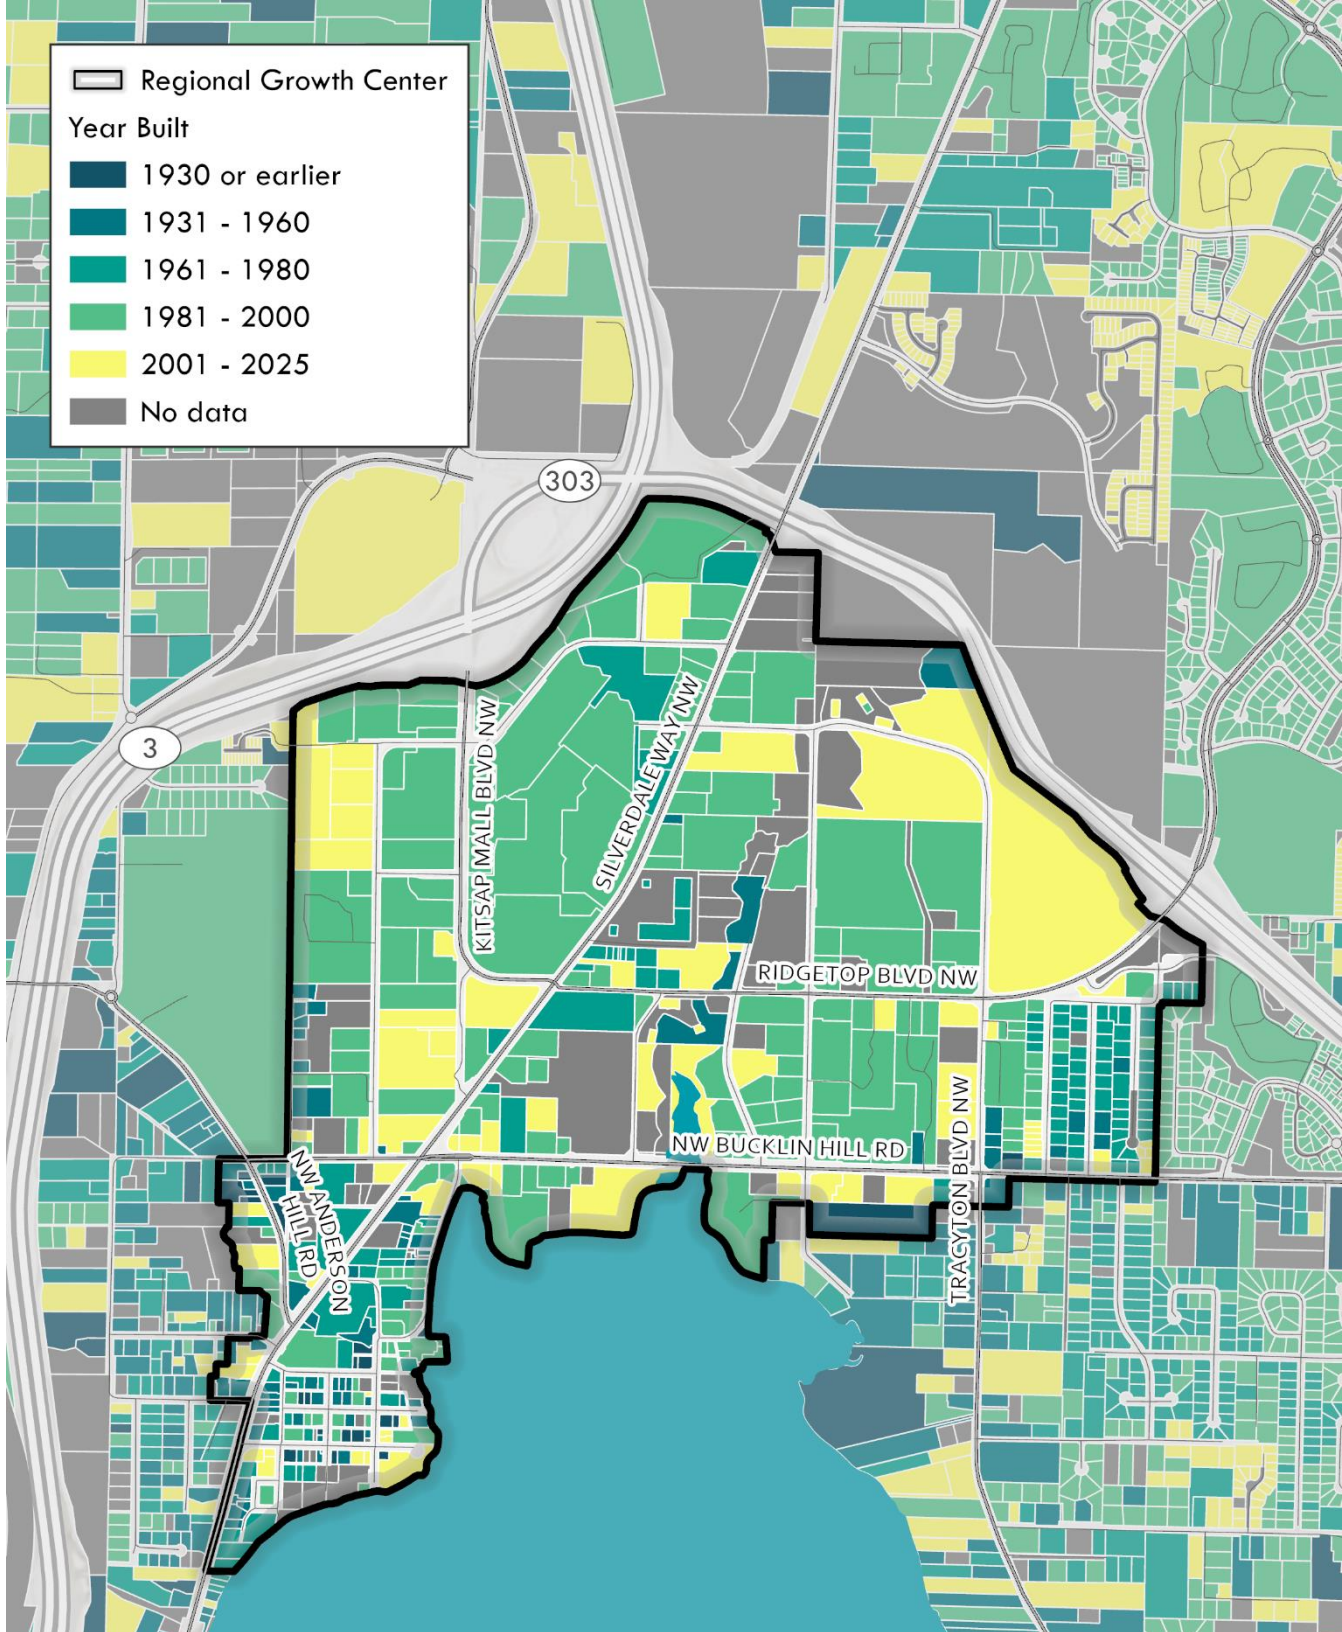 Regional Growth Center
Year Built
1930 or earlier
1931 - 1960
1961 - 1980
1981 - 2000
2001 - 2025
No data
303
3
KITSAP MALL BLVD NW
SILVERDALE WAY NW
RIDGETOP BLVD NW
NW BUCKLIN HILL RD
TRACYTON BLVD NW
NW ANDERSON
HILL RD